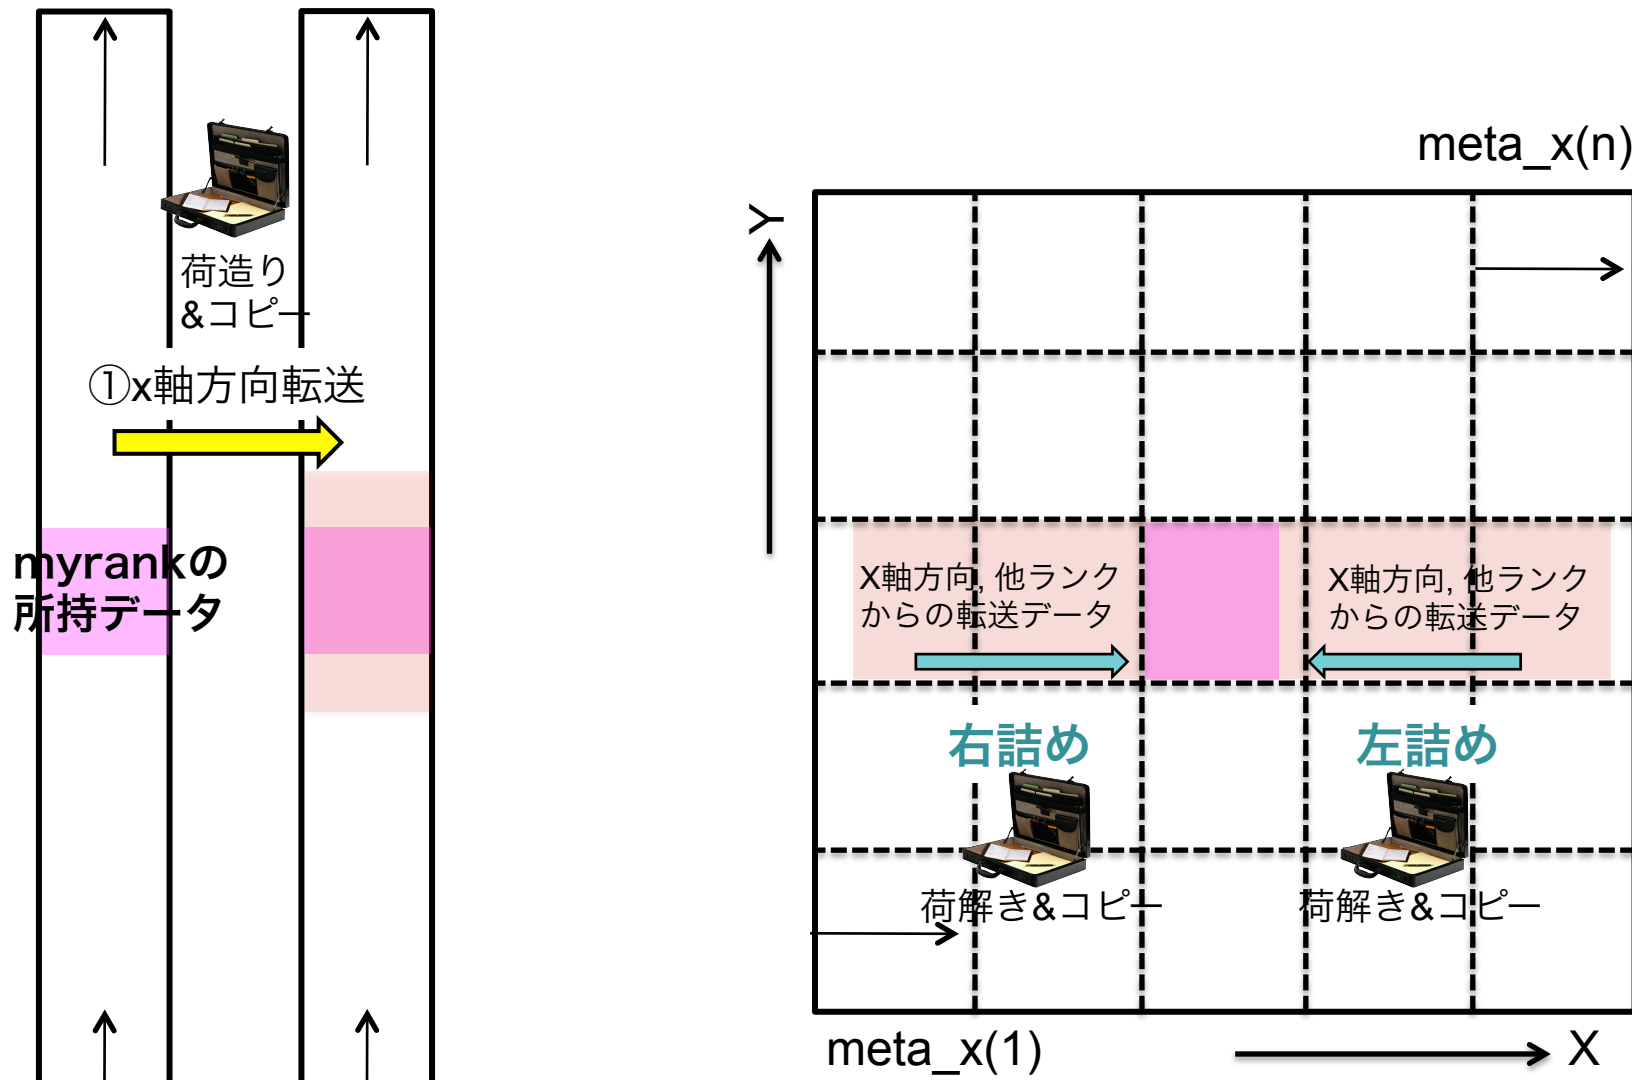 荷造り
&コピー
①x軸方向転送
myrankの
所持データ
meta_x(n)
Y
X軸方向, 他ランク
からの転送データ
X軸方向, 他ランク
からの転送データ
右詰め
左詰め
荷解き&コピー
荷解き&コピー
meta_x(1)
X